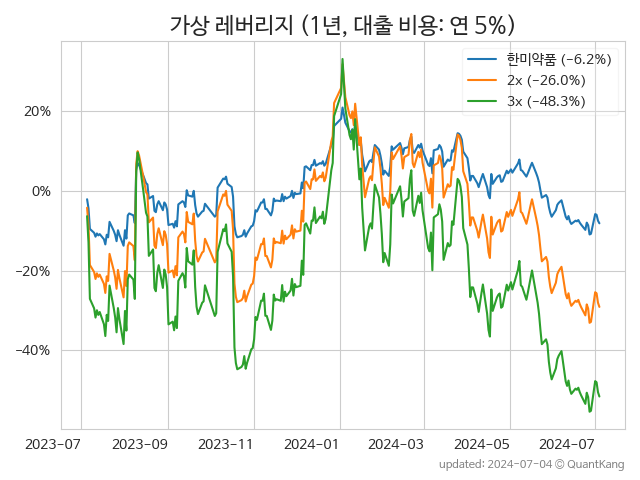 가상 레버리지 (1년, 대출 비용: 연 5%)
한미약품 (−6.2%)
2x (−26.0%)
3x (−48.3%)
20%
0%
−20%
−40%
2023-07 2023-09 2023-11 2024-01 2024-03 2024-05 2024-07
updated: 2024-07-04 ⓒ QuantKang